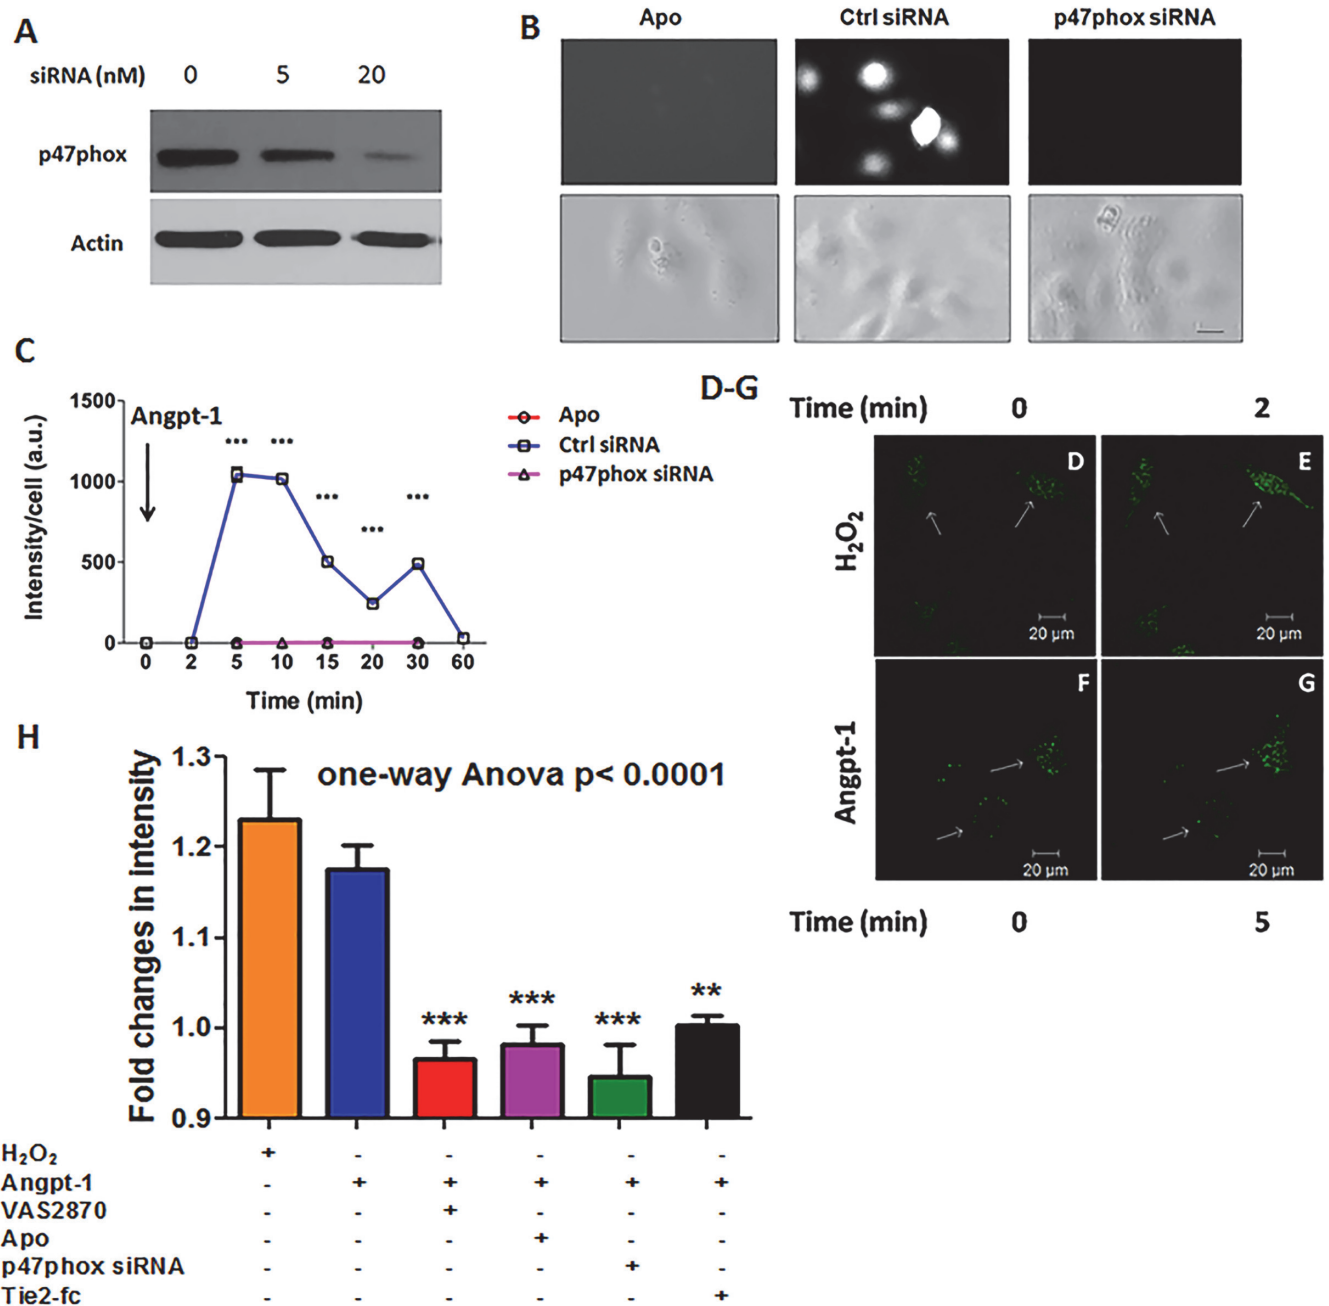 A
siRNA (nM) 0 5 20
p47phox
Actin
B
Apo Ctrl siRNA p47phox siRNA
C
Angpt-1
1500
1000
500
0
Intensity/cell (a.u.)
*** *** *** *** ***
0 2 5 10 15 20 30 60
Time (min)
Apo
Ctrl siRNA
p47phox siRNA
D-G
Time (min) 0 2
H₂O₂
D
20 µm
E
20 µm
Angpt-1
F
20 µm
G
20 µm
Time (min) 0 5
H
one-way Anova p< 0.0001
Fold changes in intensity
1.3
1.2
1.1
1.0
0.9
*** *** *** **
H₂O₂ + - - - - -
Angpt-1 - + + + + +
VAS2870 - - + - - -
Apo - - - + - -
p47phox siRNA - - - - + -
Tie2-fc - - - - - +